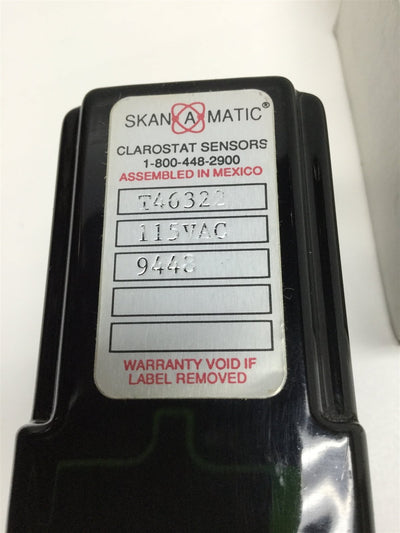 SKAN A MATIC®
CLAROSTAT SENSORS
1-800-448-2900
ASSEMBLED IN MEXICO
T46322
115VAC
9448
WARRANTY VOID IF
LABEL REMOVED